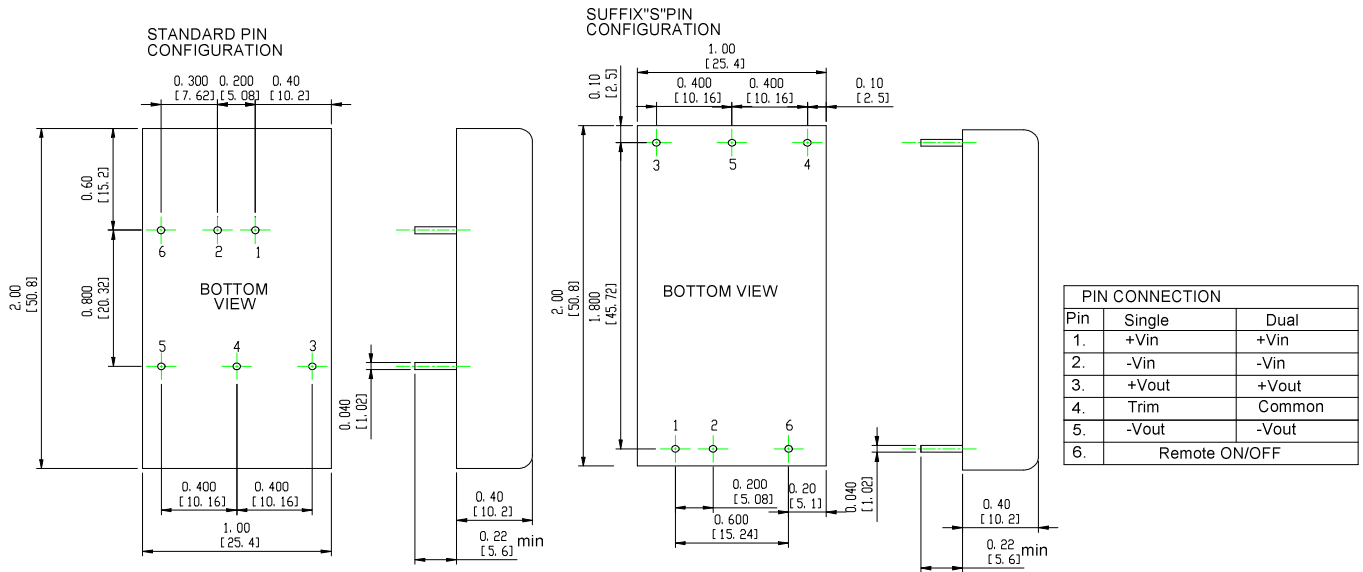 STANDARD PIN
CONFIGURATION
0.300 0.200 0.40
[7.62] [5.08] [10.2]
0.60
[15.2]
6 2 1
2.00
[50.8]
0.800
[20.32]
BOTTOM
VIEW
5 4 3
0.040
[1.02]
0.400 0.400
[10.16] [10.16]
1.00
[25.4]
0.40
[10.2]
0.22 min
[5.6]
SUFFIX"S"PIN
CONFIGURATION
1.00
[25.4]
0.10
[2.5]
0.400 0.400 0.10
[10.16] [10.16] [2.5]
3 5 4
2.00
[50.8]
1.800
[45.72]
BOTTOM VIEW
1 2 6
0.200 0.20
[5.08] [5.1]
0.600
[15.24]
0.040
[1.02]
0.40
[10.2]
0.22 min
[5.6]
PIN CONNECTION
Pin Single Dual
1. +Vin +Vin
2. -Vin -Vin
3. +Vout +Vout
4. Trim Common
5. -Vout -Vout
6. Remote ON/OFF